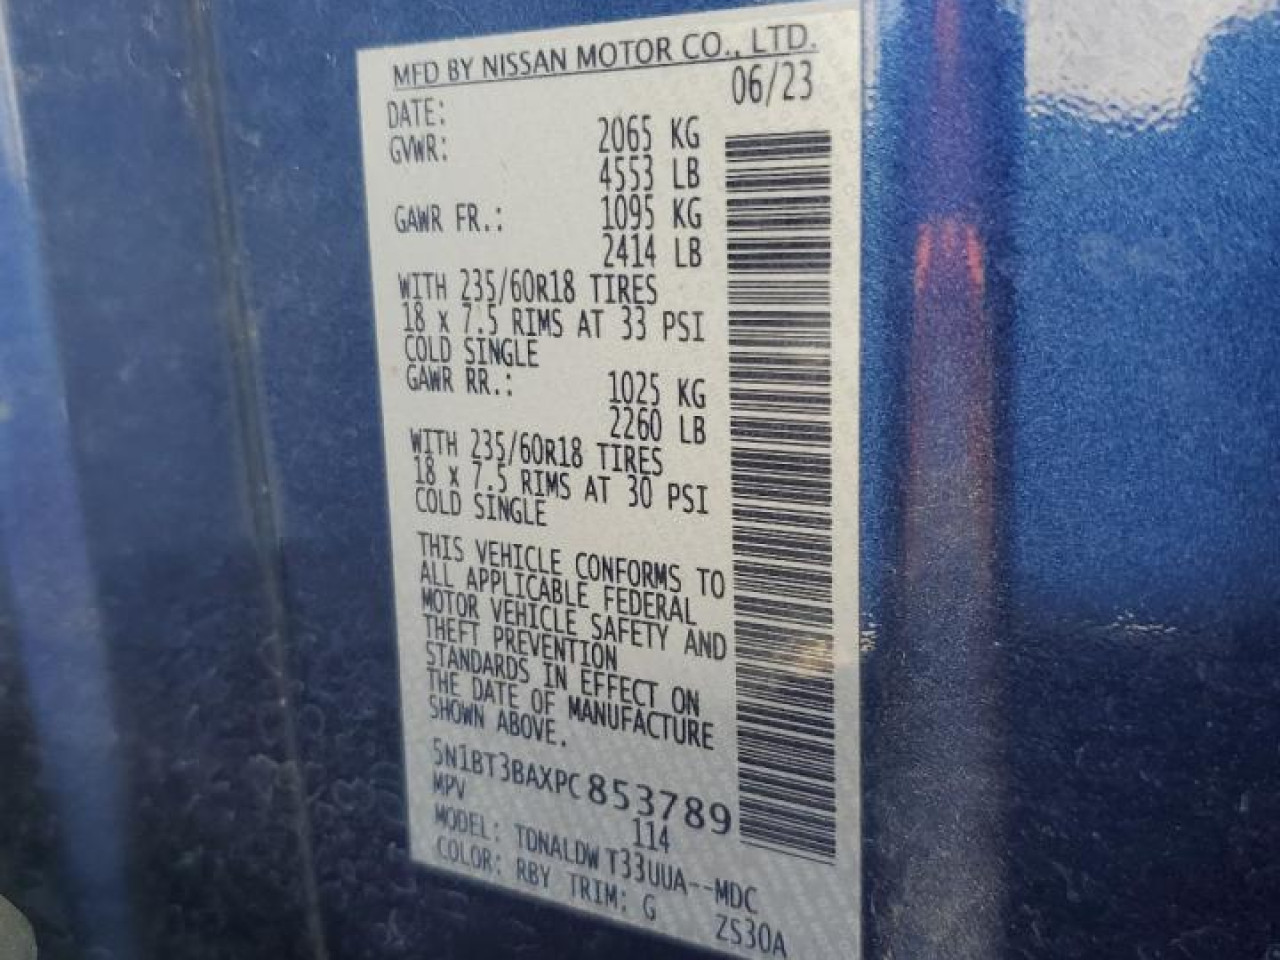 MFD BY NISSAN MOTOR CO., LTD.
DATE: 06/23
GVWR: 2065 KG
4553 LB
GAWR FR.: 1095 KG
2414 LB
WITH 235/60R18 TIRES
18 x 7.5 RIMS AT 33 PSI
COLD SINGLE
GAWR RR.: 1025 KG
2260 LB
WITH 235/60R18 TIRES
18 x 7.5 RIMS AT 30 PSI
COLD SINGLE
THIS VEHICLE CONFORMS TO
ALL APPLICABLE FEDERAL
MOTOR VEHICLE SAFETY AND
THEFT PREVENTION
STANDARDS IN EFFECT ON
THE DATE OF MANUFACTURE
SHOWN ABOVE.
5N1BT3BAXPC853789
MPV 114
MODEL: TDNALDW T33UUA--MDC
COLOR: RBY TRIM: G ZS30A